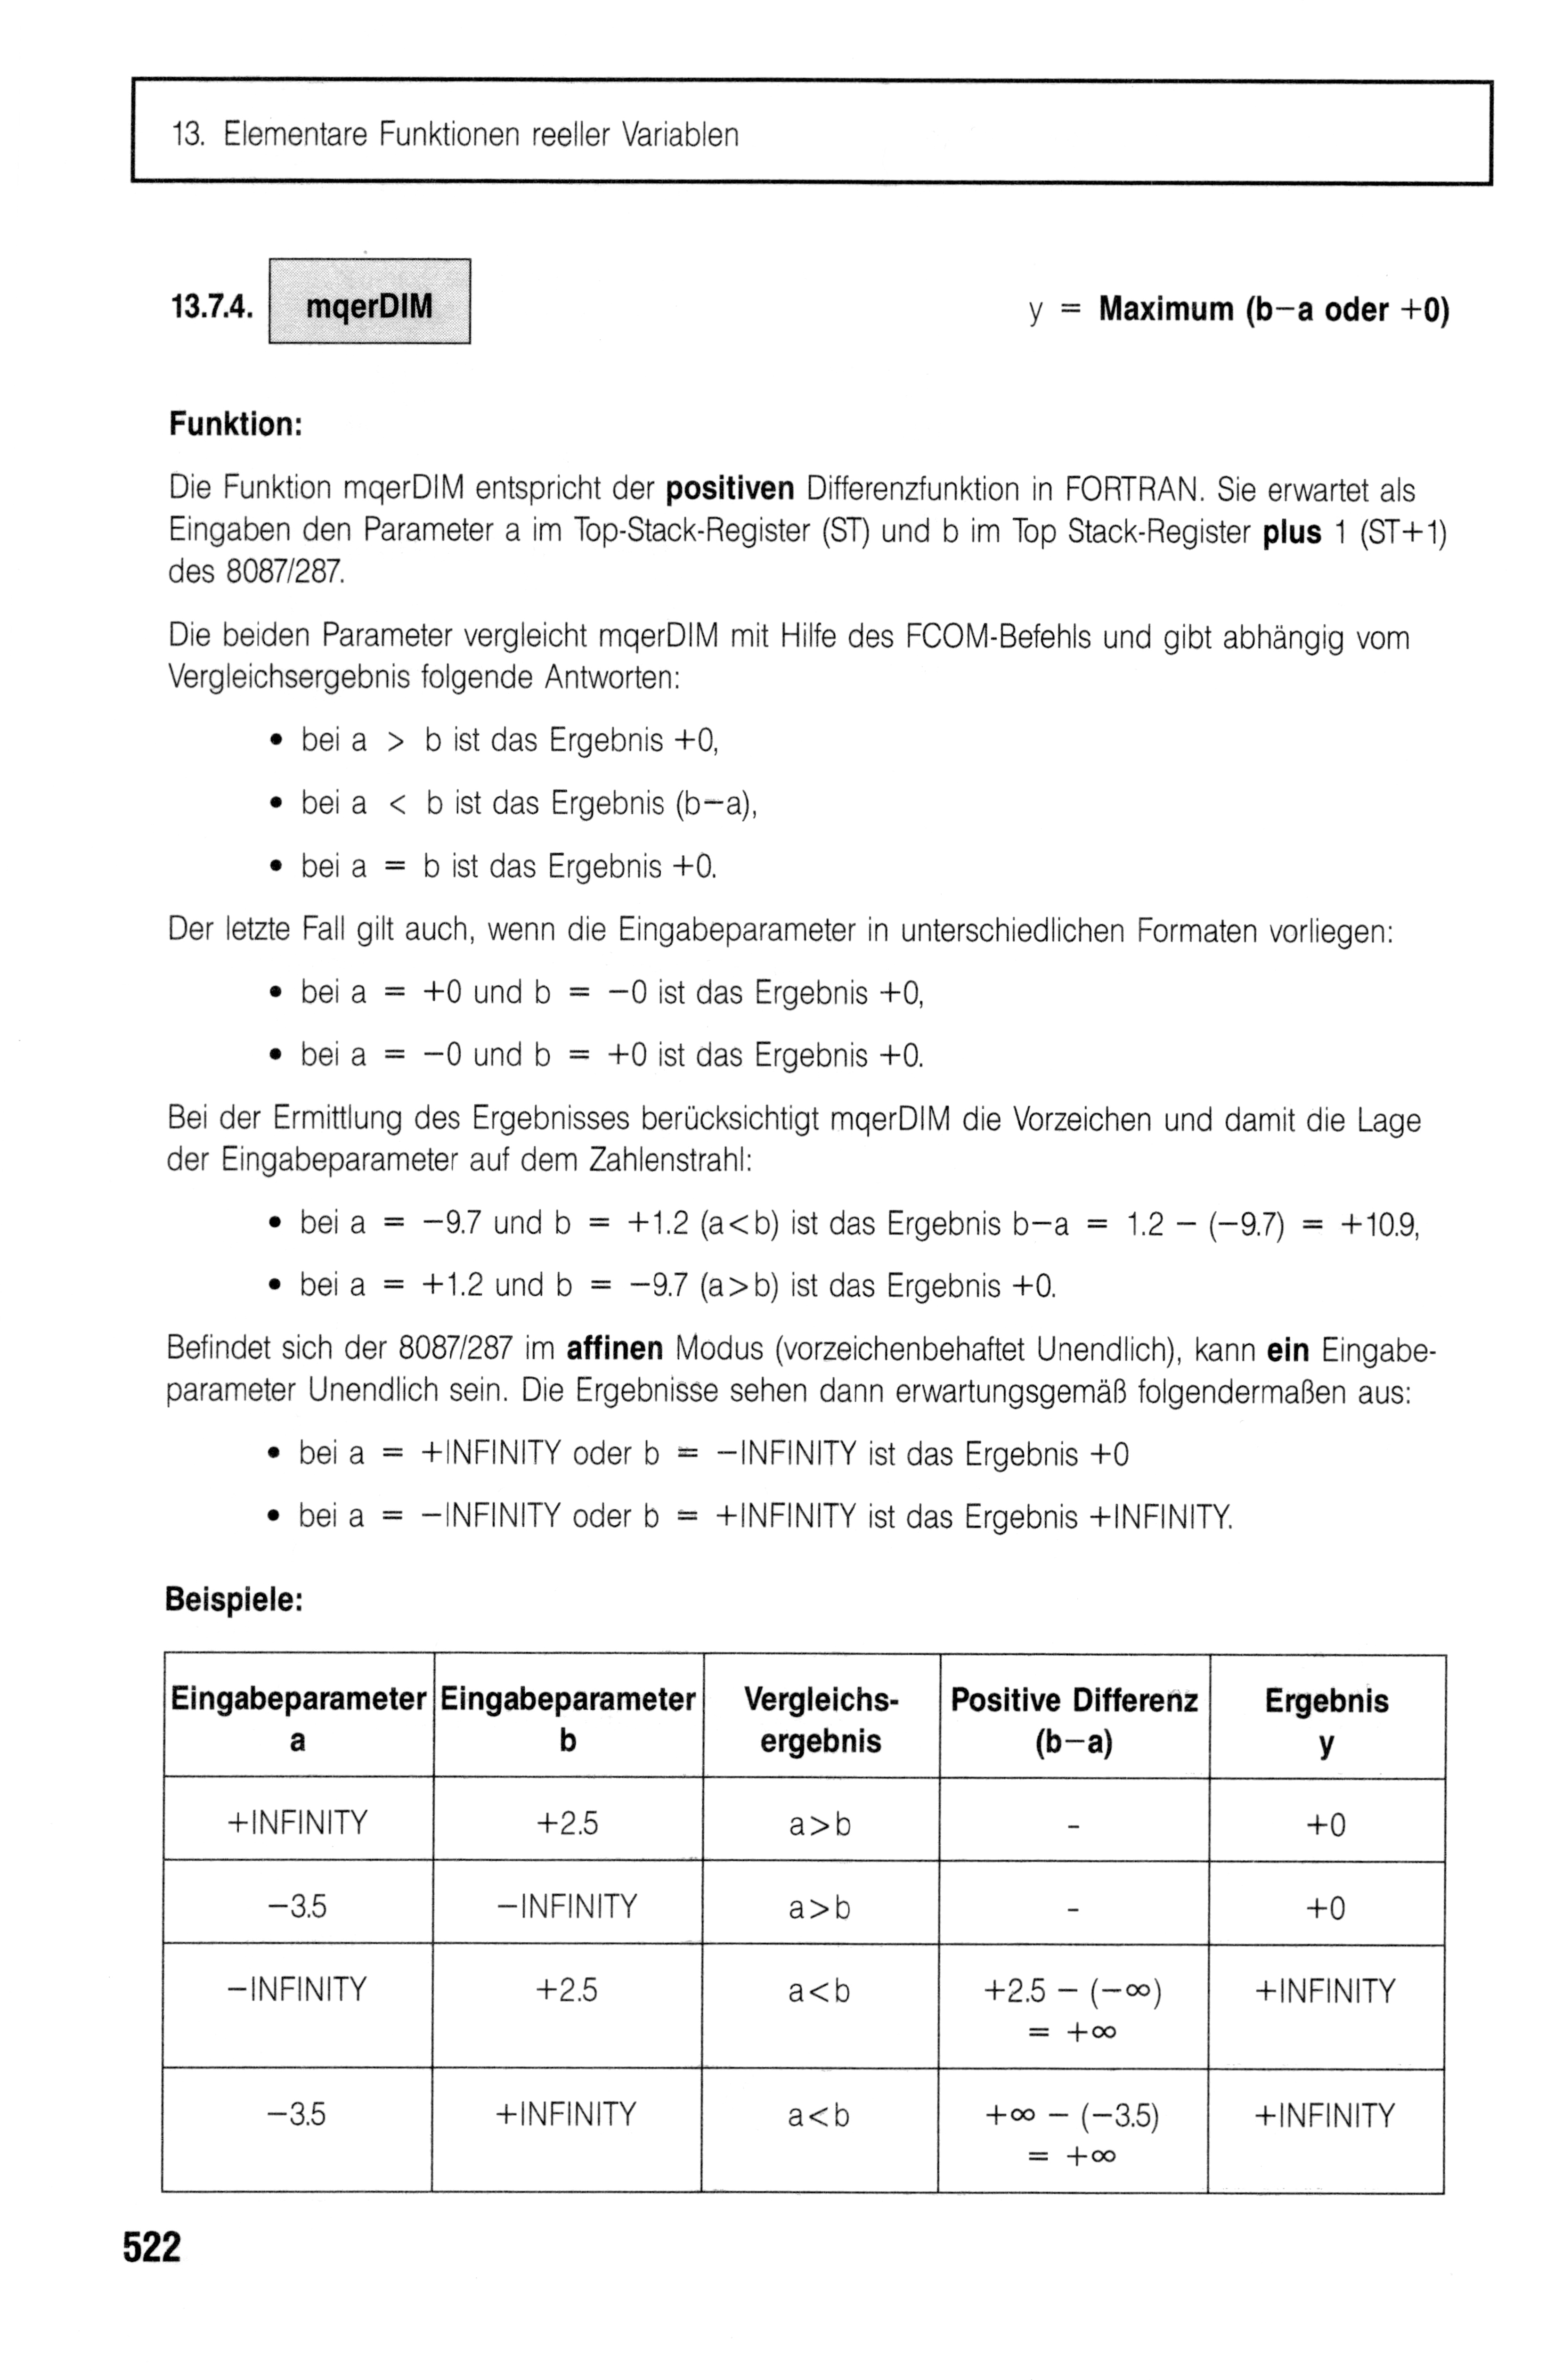 13. Elementare Funktionen reeller Variablen
13.7.4. mqerDIM y = Maximum (b−a oder +0)
Funktion:
Die Funktion mqerDIM entspricht der positiven Differenzfunktion in FORTRAN. Sie erwartet als
Eingaben den Parameter a im Top-Stack-Register (ST) und b im Top Stack-Register plus 1 (ST+1)
des 8087/287.
Die beiden Parameter vergleicht mqerDIM mit Hilfe des FCOM-Befehls und gibt abhängig vom
Vergleichsergebnis folgende Antworten:
• bei a > b ist das Ergebnis +0,
• bei a < b ist das Ergebnis (b−a),
• bei a = b ist das Ergebnis +0.
Der letzte Fall gilt auch, wenn die Eingabeparameter in unterschiedlichen Formaten vorliegen:
• bei a = +0 und b = −0 ist das Ergebnis +0,
• bei a = −0 und b = +0 ist das Ergebnis +0.
Bei der Ermittlung des Ergebnisses berücksichtigt mqerDIM die Vorzeichen und damit die Lage
der Eingabeparameter auf dem Zahlenstrahl:
• bei a = −9.7 und b = +1.2 (a<b) ist das Ergebnis b−a = 1.2 − (−9.7) = +10.9,
• bei a = +1.2 und b = −9.7 (a>b) ist das Ergebnis +0.
Befindet sich der 8087/287 im affinen Modus (vorzeichenbehaftet Unendlich), kann ein Eingabe-
parameter Unendlich sein. Die Ergebnisse sehen dann erwartungsgemäß folgendermaßen aus:
• bei a = +INFINITY oder b = −INFINITY ist das Ergebnis +0
• bei a = −INFINITY oder b = +INFINITY ist das Ergebnis +INFINITY.
Beispiele:
Eingabeparameter Eingabeparameter Vergleichs- Positive Differenz Ergebnis
a b ergebnis (b−a) y
+INFINITY +2.5 a>b - +0
−3.5 −INFINITY a>b - +0
−INFINITY +2.5 a<b +2.5 − (−∞) +INFINITY
= +∞
−3.5 +INFINITY a<b +∞ − (−3.5) +INFINITY
= +∞
522